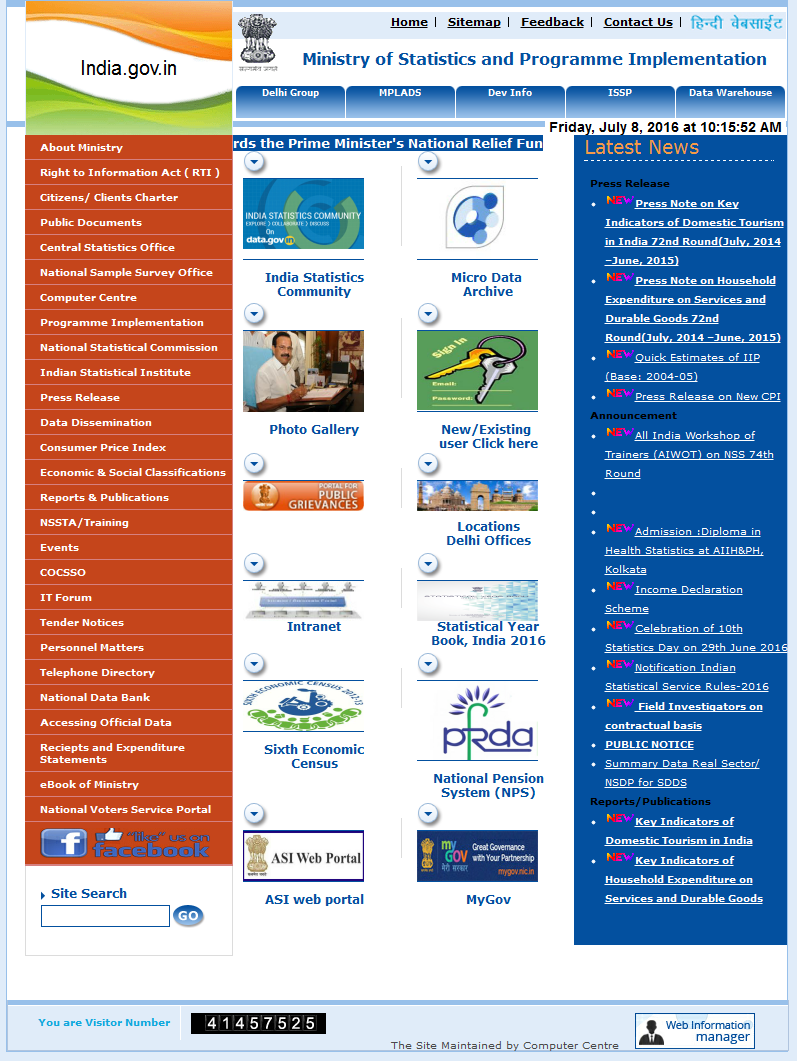 Home | Sitemap | Feedback | Contact Us | हिन्दी वेबसाईट
India.gov.in
Ministry of Statistics and Programme Implementation
Delhi Group
MPLADS
Dev Info
ISSP
Data Warehouse
Friday, July 8, 2016 at 10:15:52 AM
About Ministry
Right to Information Act ( RTI )
Citizens/ Clients Charter
Public Documents
Central Statistics Office
National Sample Survey Office
Computer Centre
Programme Implementation
National Statistical Commission
Indian Statistical Institute
Press Release
Data Dissemination
Consumer Price Index
Economic & Social Classifications
Reports & Publications
NSSTA/Training
Events
COCSSO
IT Forum
Tender Notices
Personnel Matters
Telephone Directory
National Data Bank
Accessing Official Data
Reciepts and Expenditure
Statements
eBook of Ministry
National Voters Service Portal
"like" us on
facebook
Site Search
GO
rds the Prime Minister's National Relief Fun
INDIA STATISTICS COMMUNITY
EXPLORE > COLLABORATE > DISCUSS
On
data.gov.in
India Statistics
Community
Micro Data
Archive
Photo Gallery
Sign In
Email:
Password:
New/Existing
user Click here
PORTAL FOR
PUBLIC
GRIEVANCES
Locations
Delhi Offices
Intranet
Statistical Year
Book, India 2016
SIXTH ECONOMIC CENSUS 2012-13
Sixth Economic
Census
pfrda
National Pension
System (NPS)
ASI Web Portal
ASI web portal
my
GOV
मेरी सरकार
Great Governance
with Your Partnership
mygov.nic.in
MyGov
Latest News
Press Release
NEW Press Note on Key
Indicators of Domestic Tourism
in India 72nd Round(July, 2014
–June, 2015)
NEW Press Note on Household
Expenditure on Services and
Durable Goods 72nd
Round(July, 2014 –June, 2015)
NEW Quick Estimates of IIP
(Base: 2004-05)
NEW Press Release on New CPI
Announcement
NEW All India Workshop of
Trainers (AIWOT) on NSS 74th
Round
NEW Admission :Diploma in
Health Statistics at AIIH&PH,
Kolkata
NEW Income Declaration
Scheme
NEW Celebration of 10th
Statistics Day on 29th June 2016
NEW Notification Indian
Statistical Service Rules-2016
NEW Field Investigators on
contractual basis
PUBLIC NOTICE
Summary Data Real Sector/
NSDP for SDDS
Reports/Publications
NEW Key Indicators of
Domestic Tourism in India
NEW Key Indicators of
Household Expenditure on
Services and Durable Goods
You are Visitor Number
41457525
The Site Maintained by Computer Centre
Web Information
manager